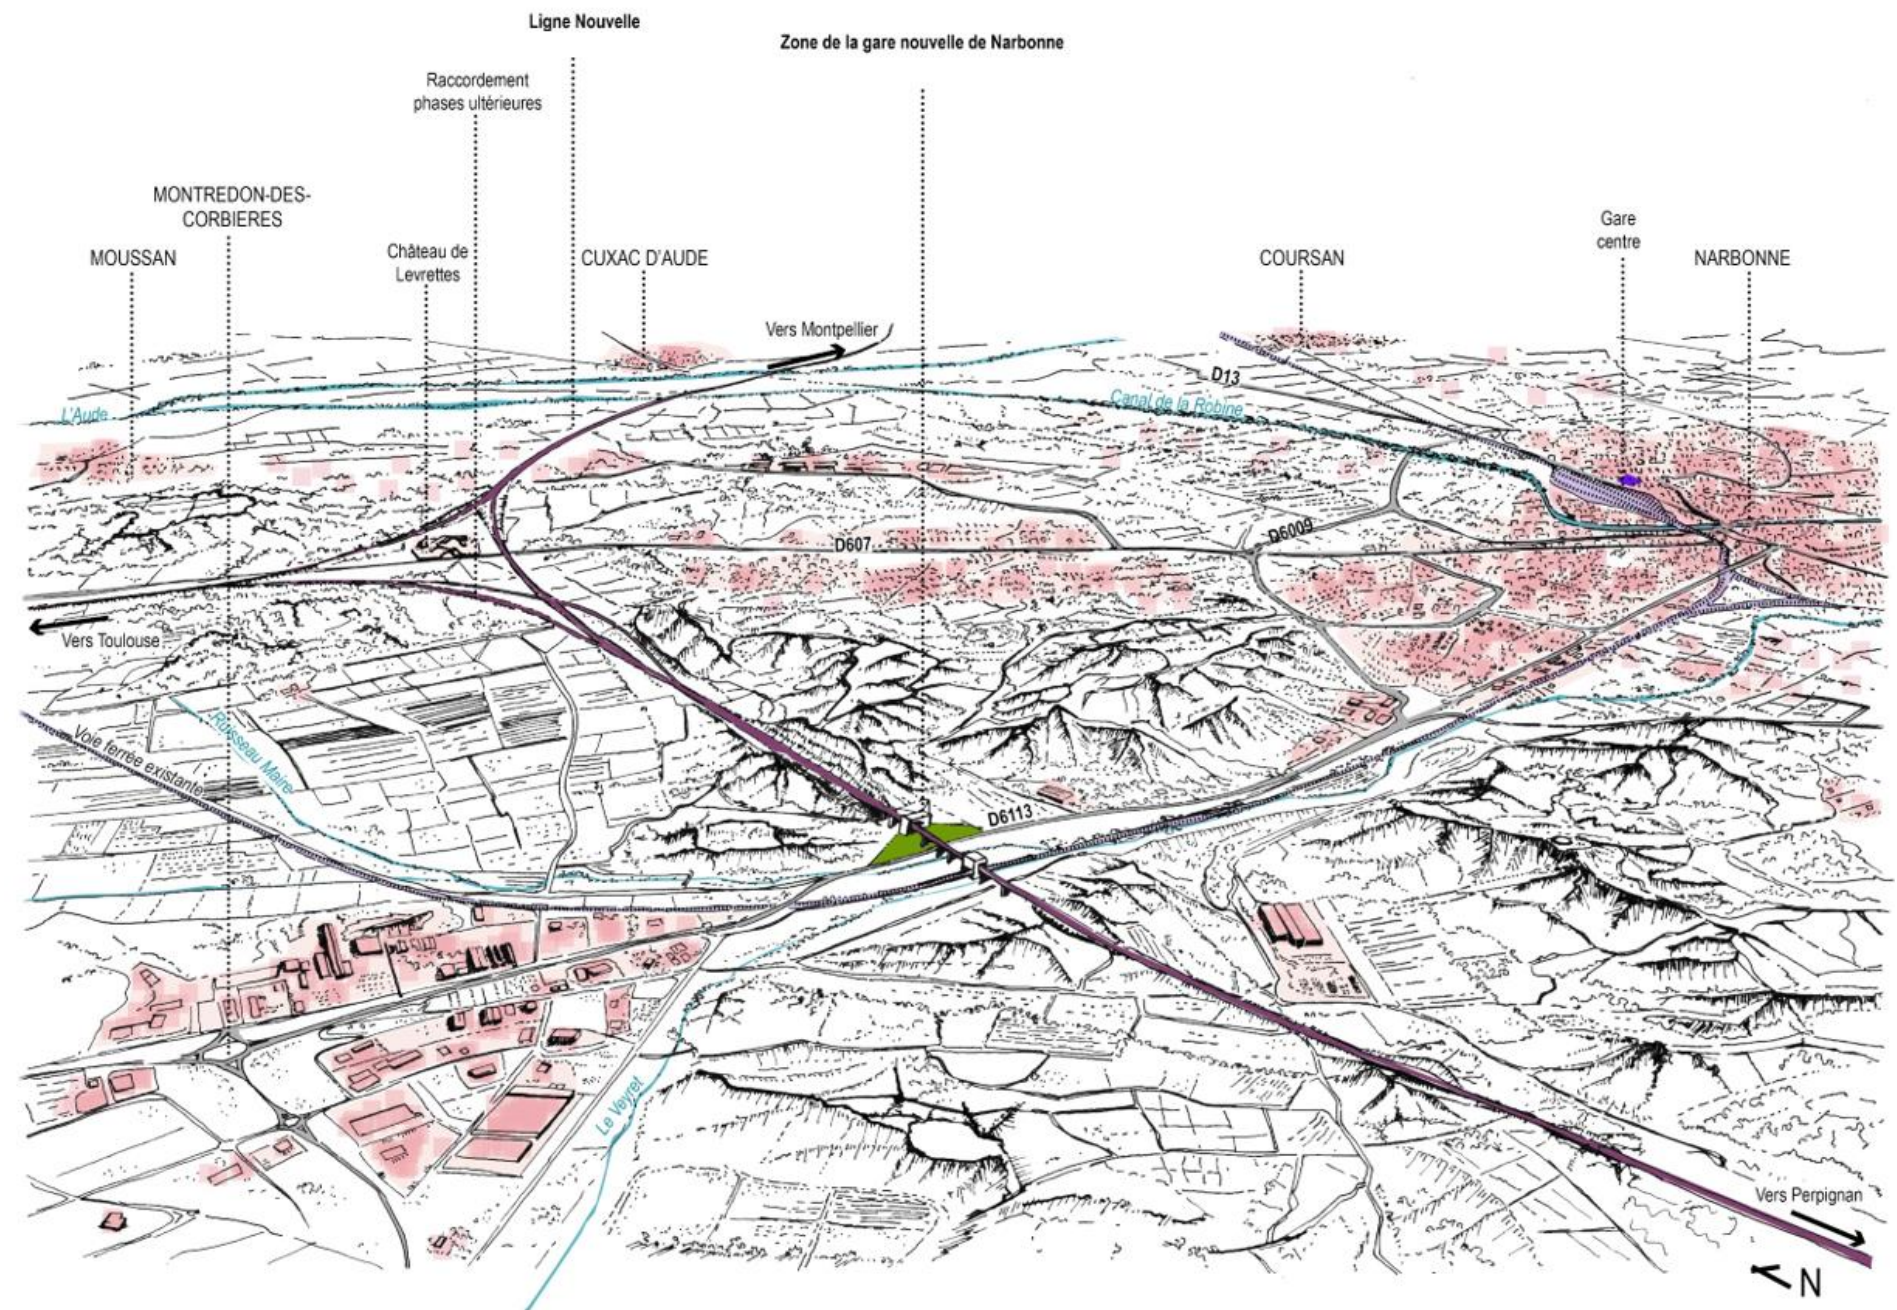 Ligne Nouvelle
Zone de la gare nouvelle de Narbonne
Raccordement
phases ultérieures
MONTREDON-DES-
CORBIERES
MOUSSAN
Château de
Levrettes
CUXAC D'AUDE
COURSAN
Gare
centre
NARBONNE
Vers Montpellier
D13
L'Aude
Canal de la Robine
D6009
D607
Vers Toulouse
Ruisseau Maire
Voie ferrée existante
D6113
Le Veyret
Vers Perpignan
N